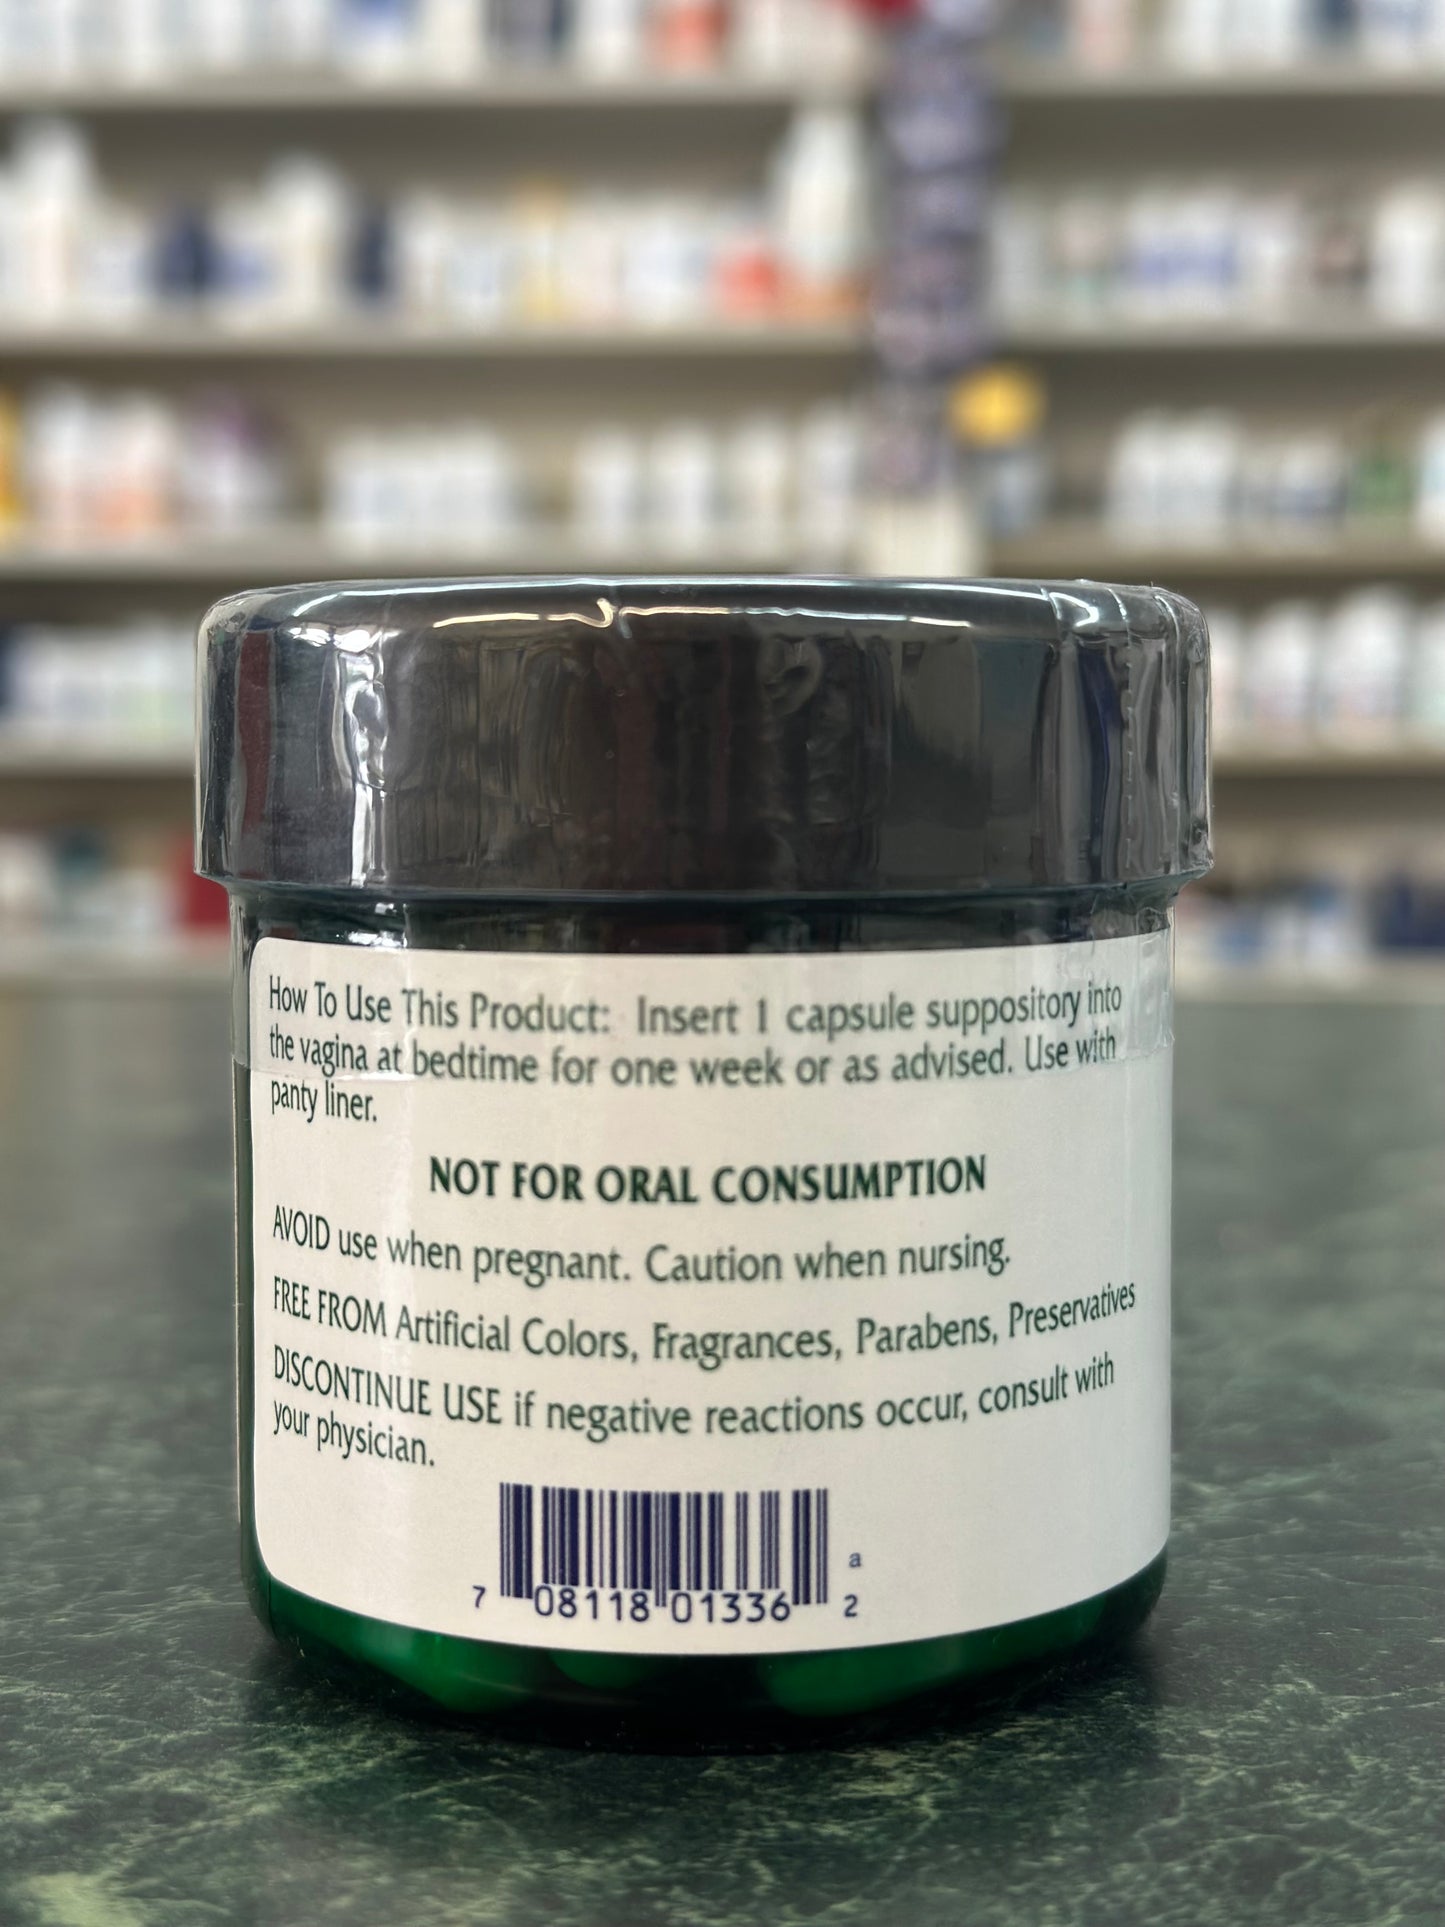 How To Use This Product: Insert 1 capsule suppository into
the vagina at bedtime for one week or as advised. Use with
panty liner.
NOT FOR ORAL CONSUMPTION
AVOID use when pregnant. Caution when nursing.
FREE FROM Artificial Colors, Fragrances, Parabens, Preservatives
DISCONTINUE USE if negative reactions occur, consult with
your physician.
a
7 08118 01336 2